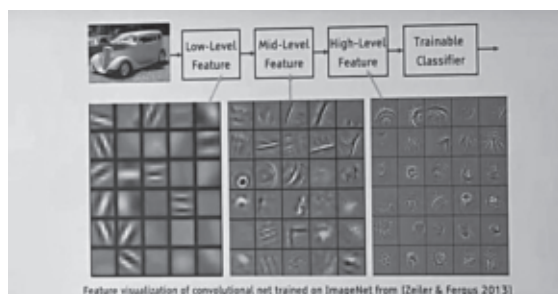 Low-Level
Feature
Mid-Level
Feature
High-Level
Feature
Trainable
Classifier
Feature visualization of convolutional net trained on ImageNet from [Zeiler & Fergus 2013]